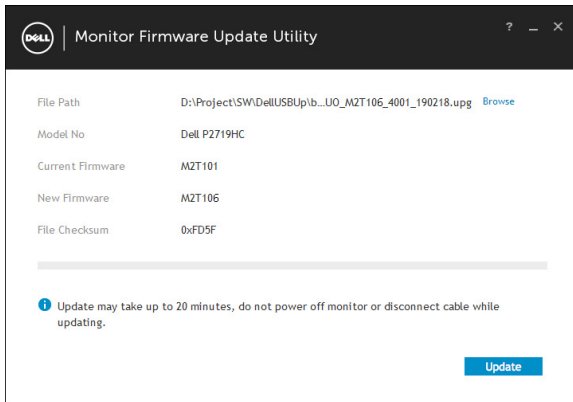 DELL Monitor Firmware Update Utility ? _ ×
File Path D:\Project\SW\DellUSBUp\b...UO_M2T106_4001_190218.upg Browse
Model No Dell P2719HC
Current Firmware M2T101
New Firmware M2T106
File Checksum 0xFD5F
Update may take up to 20 minutes, do not power off monitor or disconnect cable while
updating.
Update